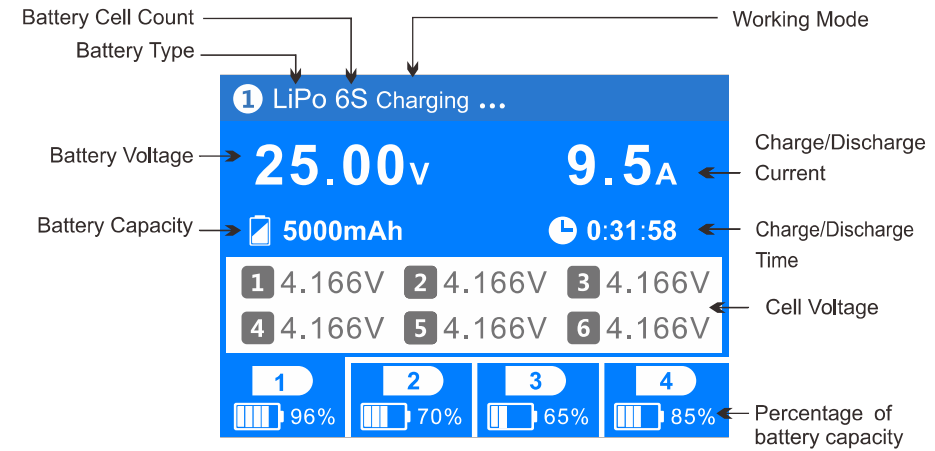 Battery Cell Count
Working Mode
Battery Type
1 LiPo 6S Charging ...
Battery Voltage
25.00V
9.5A
Charge/Discharge
Current
Battery Capacity
5000mAh
0:31:58
Charge/Discharge
Time
1 4.166V 2 4.166V 3 4.166V
Cell Voltage
4 4.166V 5 4.166V 6 4.166V
1 2 3 4
96% 70% 65% 85%
Percentage of
battery capacity